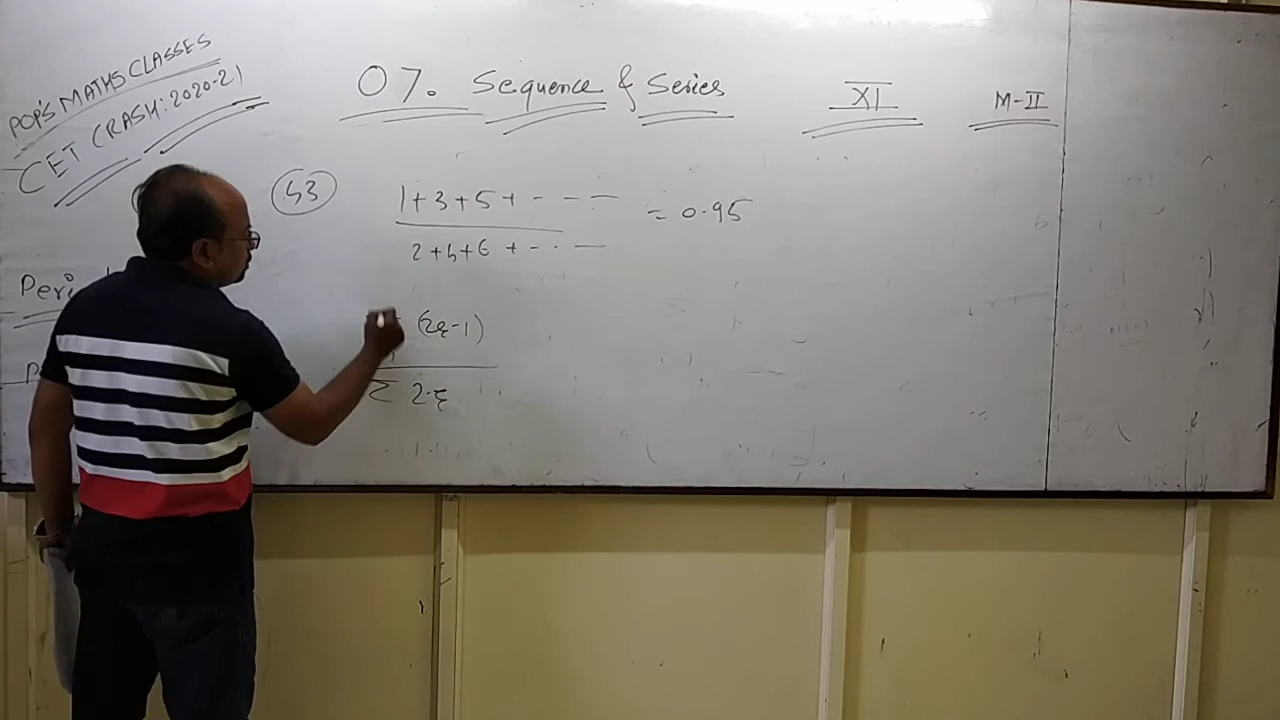 POP'S MATHS CLASSES
CET CRASH: 2020-21
07. Sequence & Series
XI
M-II
53
1+3+5+ - - -
= 0.95
2+4+6 + - - -
(2r-1)
Σ 2·r
Peri
P